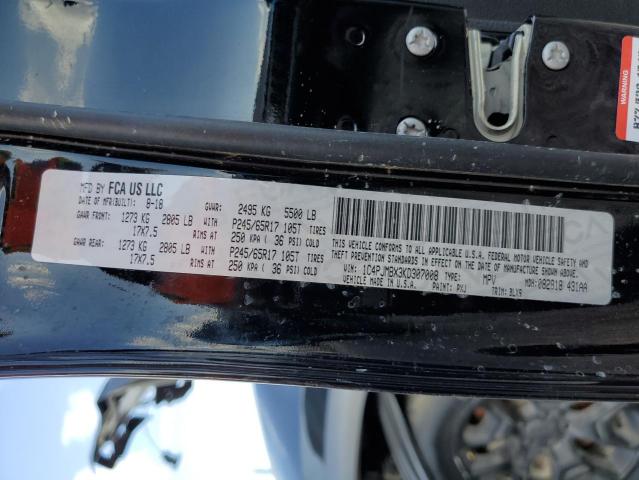 MFD BY FCA US LLC
DATE OF MFR(BUILT): 8-18 GVWR: 2495 KG 5500 LB
GAWR FRONT: 1273 KG 2805 LB WITH P245/65R17 105T TIRES
17X7.5 RIMS AT 250 KPA ( 36 PSI) COLD
GAWR REAR: 1273 KG 2805 LB WITH P245/65R17 105T TIRES
17X7.5 RIMS AT 250 KPA ( 36 PSI) COLD
THIS VEHICLE CONFORMS TO ALL APPLICABLE U.S.A. FEDERAL MOTOR VEHICLE
SAFETY, BUMPER, AND THEFT PREVENTION STANDARDS IN EFFECT ON THE DATE OF MANUFACTURE SHOWN ABOVE.
VIN: 1C4PJMBX3KD307008 TYPE: MPV
VEHICLE MADE IN U.S.A. PAINT: PXJ MDH: 082818 431AA
TRIM: BLX9
WARNING